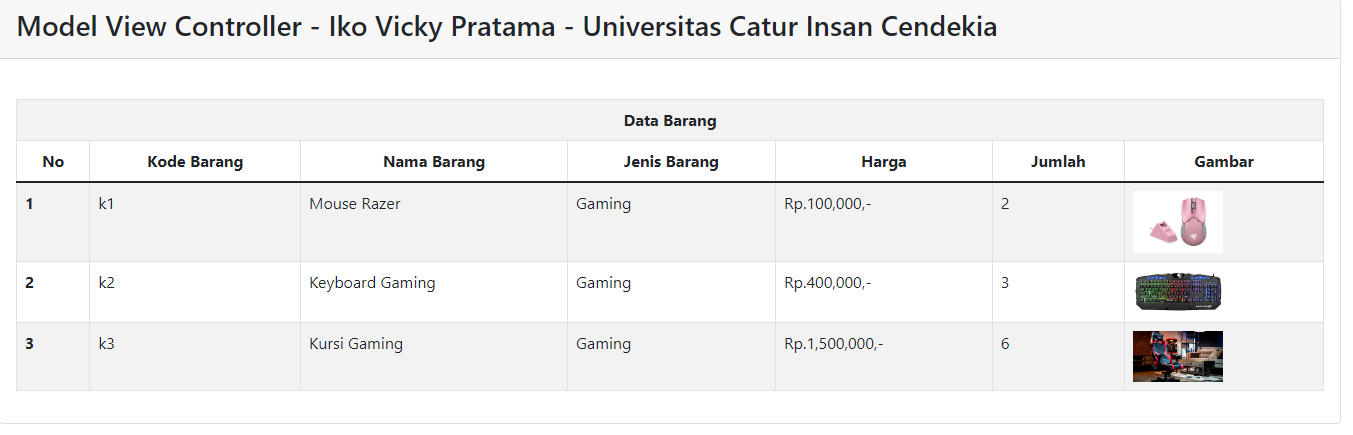 Model View Controller - Iko Vicky Pratama - Universitas Catur Insan Cendekia
Data Barang
No Kode Barang Nama Barang Jenis Barang Harga Jumlah Gambar
1 k1 Mouse Razer Gaming Rp.100,000,- 2
2 k2 Keyboard Gaming Gaming Rp.400,000,- 3
3 k3 Kursi Gaming Gaming Rp.1,500,000,- 6